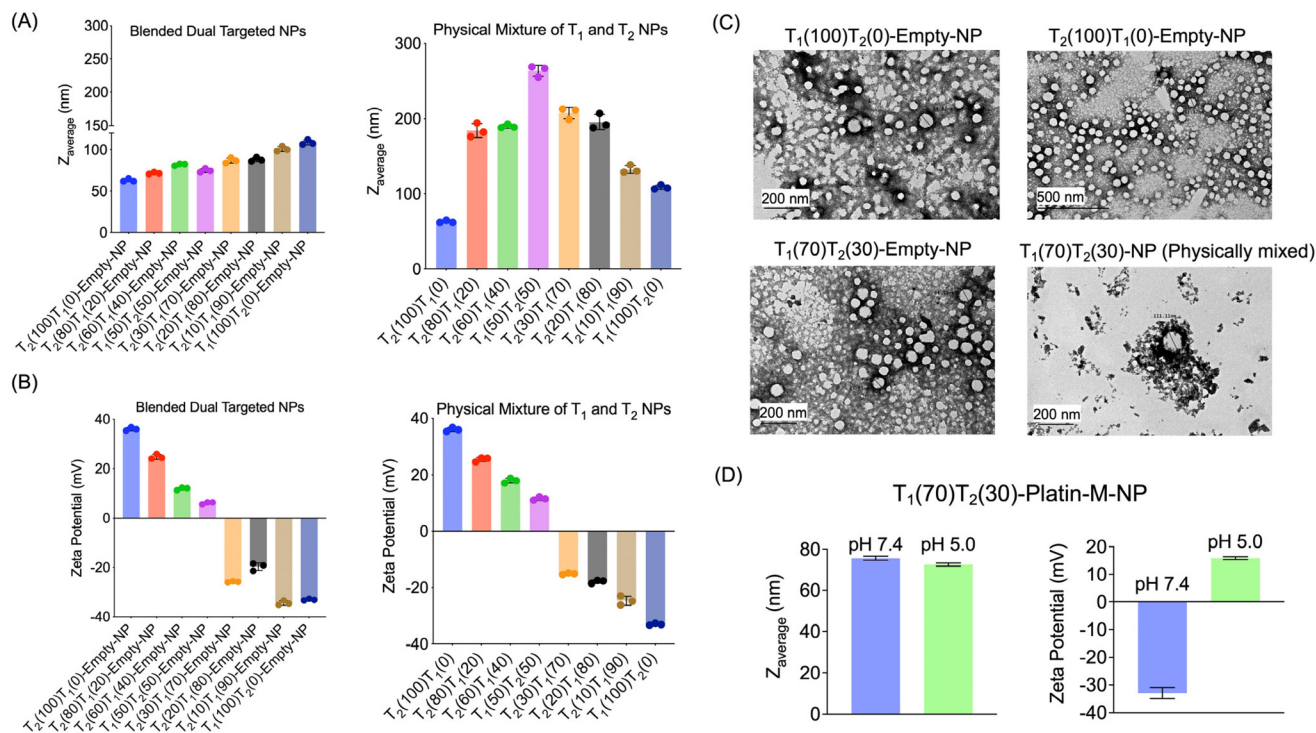 (A)
Blended Dual Targeted NPs
Z_average (nm)
300
250
200
150
100
100
50
0
T₂(100)T₁(0)-Empty-NP
T₂(80)T₁(20)-Empty-NP
T₂(60)T₁(40)-Empty-NP
T₁(50)T₂(50)-Empty-NP
T₂(30)T₁(70)-Empty-NP
T₂(20)T₁(80)-Empty-NP
T₂(10)T₁(90)-Empty-NP
T₁(100)T₂(0)-Empty-NP
Physical Mixture of T₁ and T₂ NPs
Z_average (nm)
300
200
100
0
T₂(100)T₁(0)
T₂(80)T₁(20)
T₂(60)T₁(40)
T₁(50)T₂(50)
T₂(30)T₁(70)
T₂(20)T₁(80)
T₂(10)T₁(90)
T₁(100)T₂(0)
(B)
Blended Dual Targeted NPs
Zeta Potential (mV)
40
20
0
-20
-40
T₂(100)T₁(0)-Empty-NP
T₂(80)T₁(20)-Empty-NP
T₂(60)T₁(40)-Empty-NP
T₁(50)T₂(50)-Empty-NP
T₂(30)T₁(70)-Empty-NP
T₂(20)T₁(80)-Empty-NP
T₂(10)T₁(90)-Empty-NP
T₁(100)T₂(0)-Empty-NP
Physical Mixture of T₁ and T₂ NPs
Zeta Potential (mV)
40
20
0
-20
-40
T₂(100)T₁(0)
T₂(80)T₁(20)
T₂(60)T₁(40)
T₁(50)T₂(50)
T₂(30)T₁(70)
T₂(20)T₁(80)
T₂(10)T₁(90)
T₁(100)T₂(0)
(C)
T₁(100)T₂(0)-Empty-NP
200 nm
T₂(100)T₁(0)-Empty-NP
500 nm
T₁(70)T₂(30)-Empty-NP
200 nm
T₁(70)T₂(30)-NP (Physically mixed)
200 nm
(D)
T₁(70)T₂(30)-Platin-M-NP
Z_average (nm)
80
60
40
20
0
pH 7.4
pH 5.0
Zeta Potential (mV)
20
10
0
-10
-20
-30
-40
pH 7.4
pH 5.0